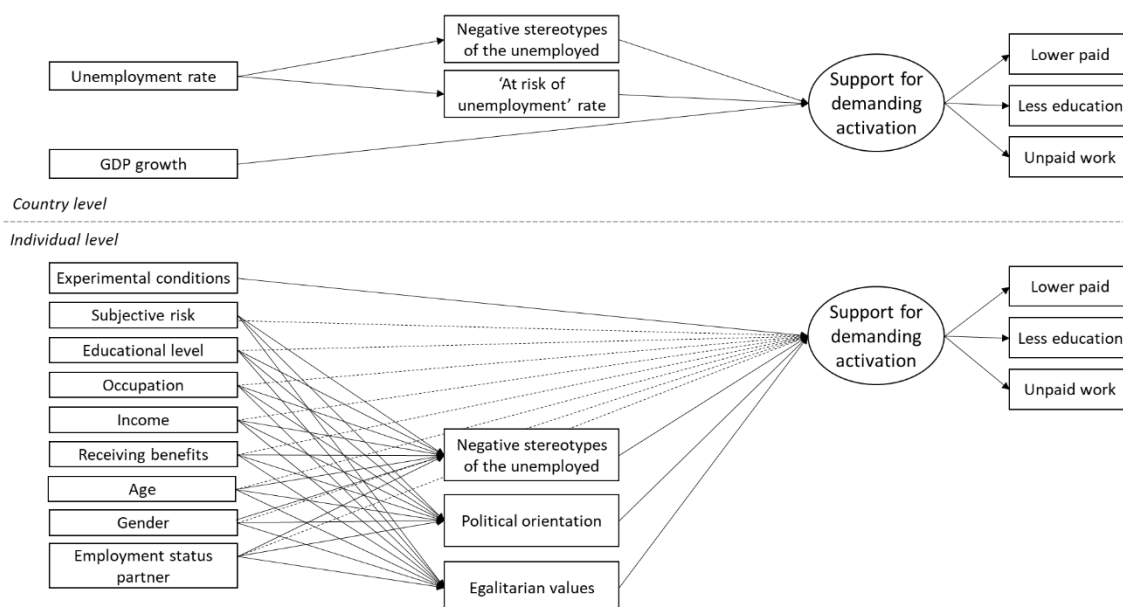 Negative stereotypes
of the unemployed
Unemployment rate
'At risk of
unemployment' rate
GDP growth
Support for
demanding
activation
Lower paid
Less education
Unpaid work
Country level
Individual level
Experimental conditions
Subjective risk
Educational level
Occupation
Income
Receiving benefits
Age
Gender
Employment status
partner
Negative stereotypes
of the unemployed
Political orientation
Egalitarian values
Support for
demanding
activation
Lower paid
Less education
Unpaid work